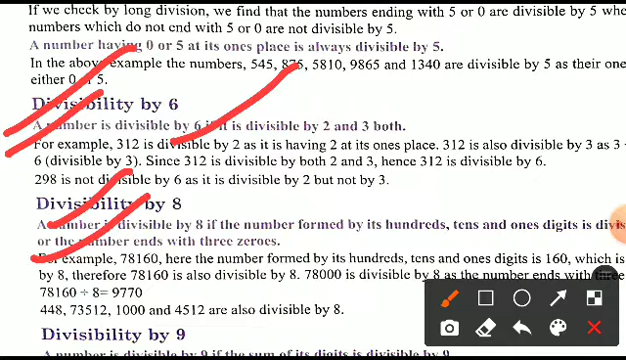 If we check by long division, we find that the numbers ending with 5 or 0 are divisible by 5 whe
numbers which do not end with 5 or 0 are not divisible by 5.
A number having 0 or 5 at its ones place is always divisible by 5.
In the above example the numbers, 545, 875, 5810, 9865 and 1340 are divisible by 5 as their one
either 0 or 5.
Divisibility by 6
A number is divisible by 6 if it is divisible by 2 and 3 both.
For example, 312 is divisible by 2 as it is having 2 at its ones place. 312 is also divisible by 3 as 3
6 (divisible by 3). Since 312 is divisible by both 2 and 3, hence 312 is divisible by 6.
298 is not divisible by 6 as it is divisible by 2 but not by 3.
Divisibility by 8
A number is divisible by 8 if the number formed by its hundreds, tens and ones digits is divis
or the number ends with three zeroes.
For example, 78160, here the number formed by its hundreds, tens and ones digits is 160, which is
by 8, therefore 78160 is also divisible by 8. 78000 is divisible by 8 as the number ends with three
78160 ÷ 8= 9770
448, 73512, 1000 and 4512 are also divisible by 8.
Divisibility by 9
A number is divisible by 9 if the sum of its digits is divisible by 9